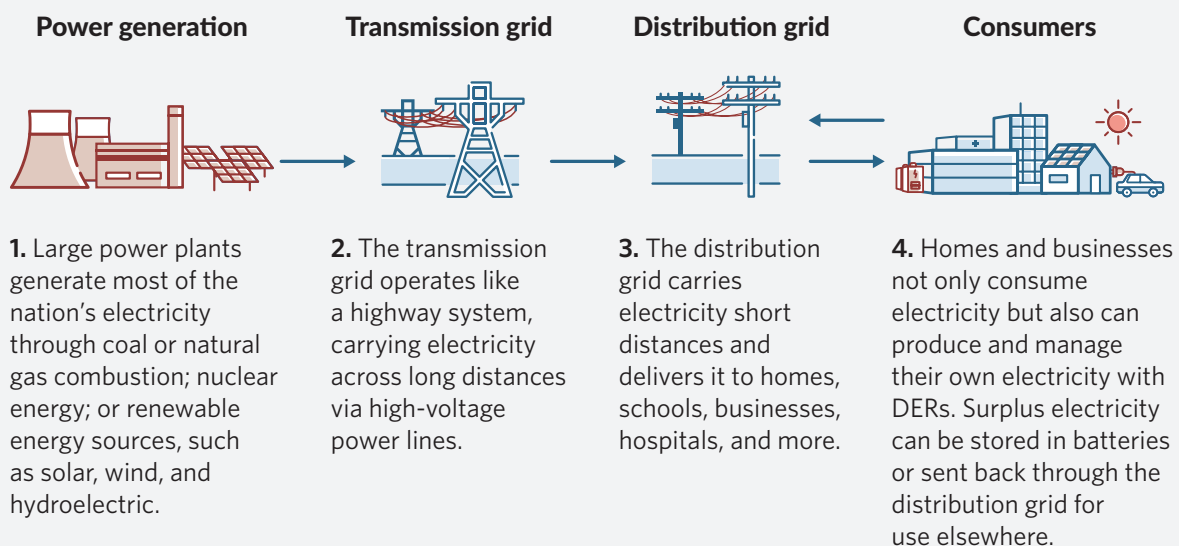 Power generation
Transmission grid
Distribution grid
Consumers
1. Large power plants
generate most of the
nation’s electricity
through coal or natural
gas combustion; nuclear
energy; or renewable
energy sources, such
as solar, wind, and
hydroelectric.
2. The transmission
grid operates like
a highway system,
carrying electricity
across long distances
via high-voltage
power lines.
3. The distribution
grid carries
electricity short
distances and
delivers it to homes,
schools, businesses,
hospitals, and more.
4. Homes and businesses
not only consume
electricity but also can
produce and manage
their own electricity with
DERs. Surplus electricity
can be stored in batteries
or sent back through the
distribution grid for
use elsewhere.